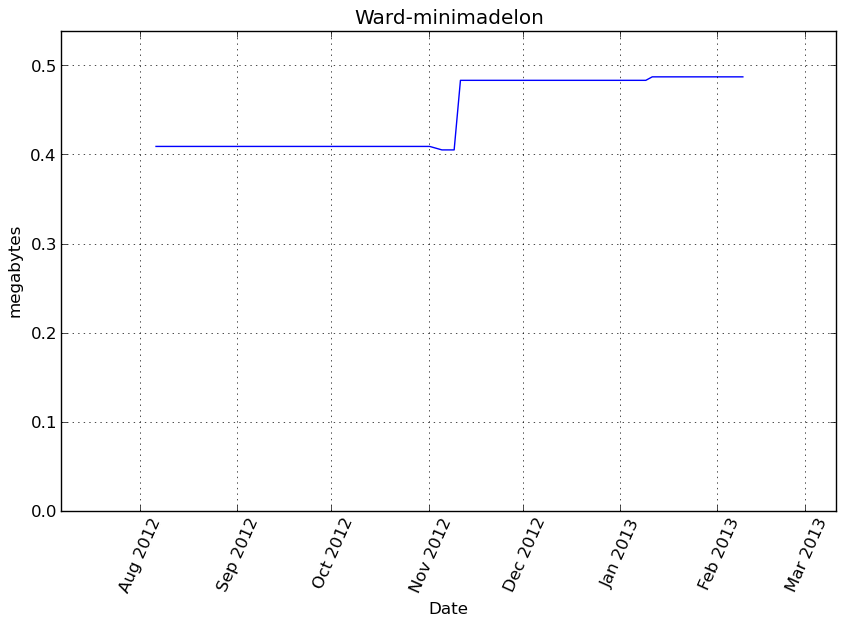 Ward-minimadelon
0.5
0.4
0.3
0.2
0.1
0.0
megabytes
Aug 2012
Sep 2012
Oct 2012
Nov 2012
Dec 2012
Jan 2013
Feb 2013
Mar 2013
Date